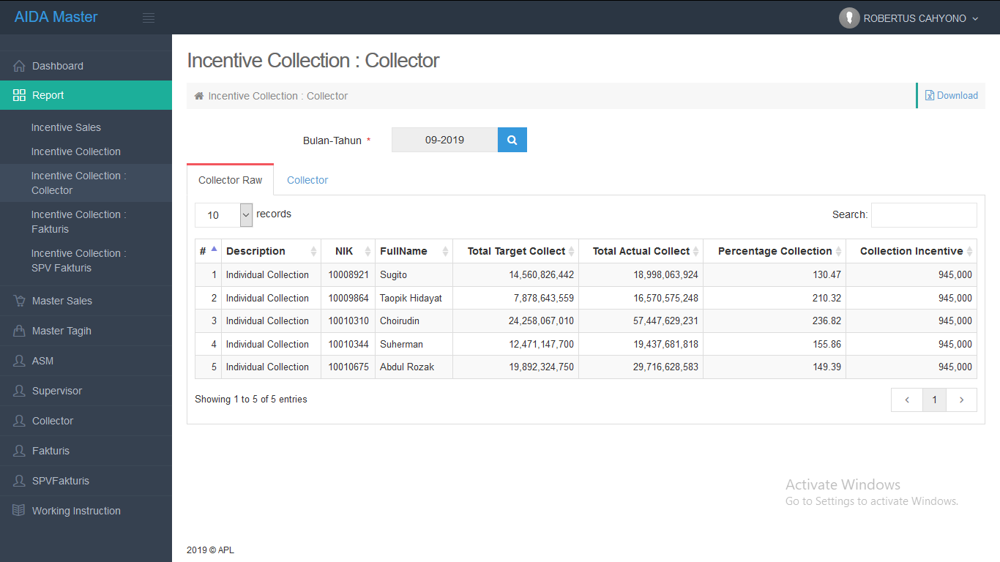 AIDA Master
ROBERTUS CAHYONO
Dashboard
Report
Incentive Sales
Incentive Collection
Incentive Collection :
Collector
Incentive Collection :
Fakturis
Incentive Collection :
SPV Fakturis
Master Sales
Master Tagih
ASM
Supervisor
Collector
Fakturis
SPVFakturis
Working Instruction
Incentive Collection : Collector
Incentive Collection : Collector
Download
Bulan-Tahun * 09-2019
Collector Raw Collector
10 records Search:
# Description NIK FullName Total Target Collect Total Actual Collect Percentage Collection Collection Incentive
1 Individual Collection 10008921 Sugito 14,560,826,442 18,998,063,924 130.47 945,000
2 Individual Collection 10009864 Taopik Hidayat 7,878,643,559 16,570,575,248 210.32 945,000
3 Individual Collection 10010310 Choirudin 24,258,067,010 57,447,629,231 236.82 945,000
4 Individual Collection 10010344 Suherman 12,471,147,700 19,437,681,818 155.86 945,000
5 Individual Collection 10010675 Abdul Rozak 19,892,324,750 29,716,628,583 149.39 945,000
Showing 1 to 5 of 5 entries
1
Activate Windows
Go to Settings to activate Windows.
2019 © APL